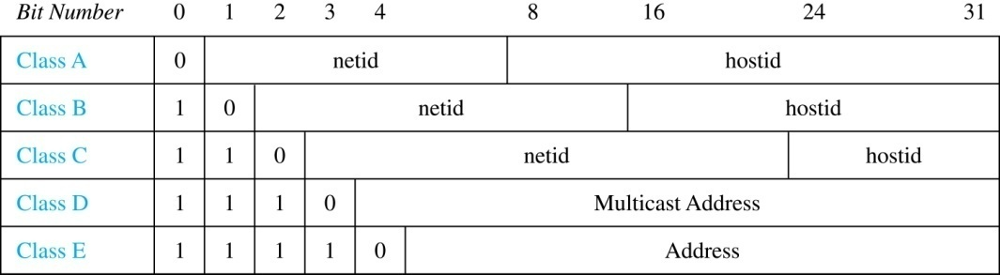 Bit Number 0 1 2 3 4 8 16 24 31
Class A 0 netid hostid
Class B 1 0 netid hostid
Class C 1 1 0 netid hostid
Class D 1 1 1 0 Multicast Address
Class E 1 1 1 1 0 Address